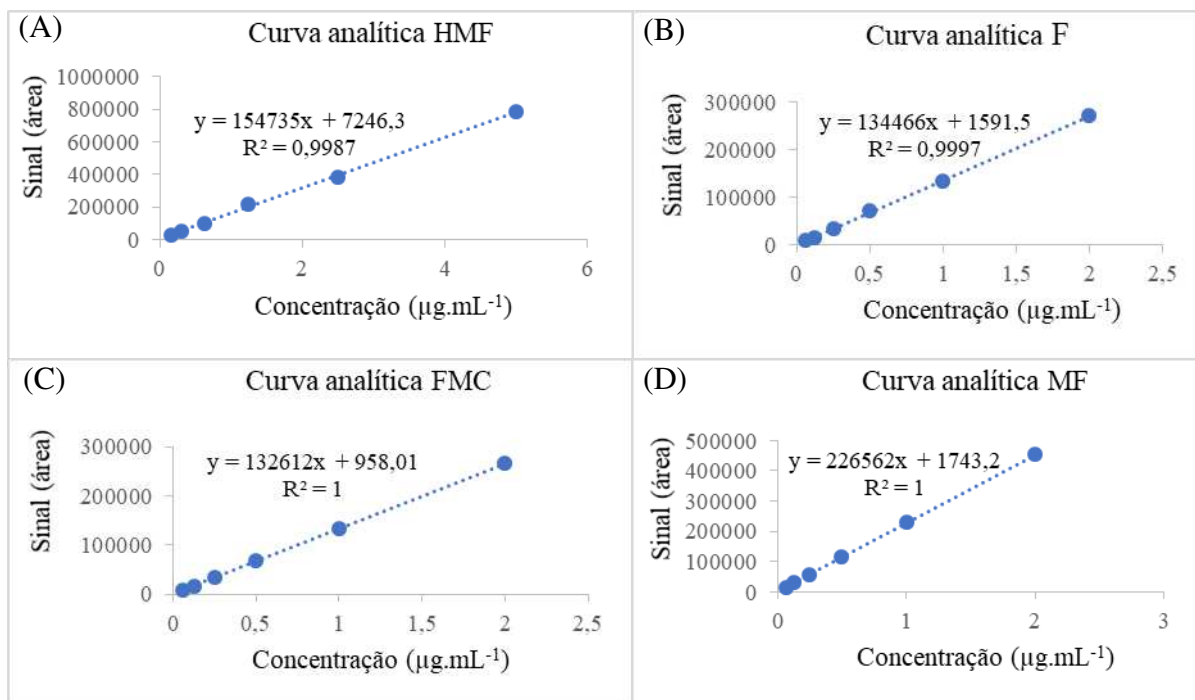 (A)
Curva analítica HMF
Sinal (área)
1000000
800000
600000
400000
200000
0
y = 154735x + 7246,3
R² = 0,9987
0 2 4 6
Concentração (µg.mL⁻¹)
(B)
Curva analítica F
Sinal (área)
300000
200000
100000
0
y = 134466x + 1591,5
R² = 0,9997
0 0,5 1 1,5 2 2,5
Concentração (µg.mL⁻¹)
(C)
Curva analítica FMC
Sinal (área)
300000
200000
100000
0
y = 132612x + 958,01
R² = 1
0 0,5 1 1,5 2 2,5
Concentração (µg.mL⁻¹)
(D)
Curva analítica MF
Sinal (área)
500000
400000
300000
200000
100000
0
y = 226562x + 1743,2
R² = 1
0 1 2 3
Concentração (µg.mL⁻¹)